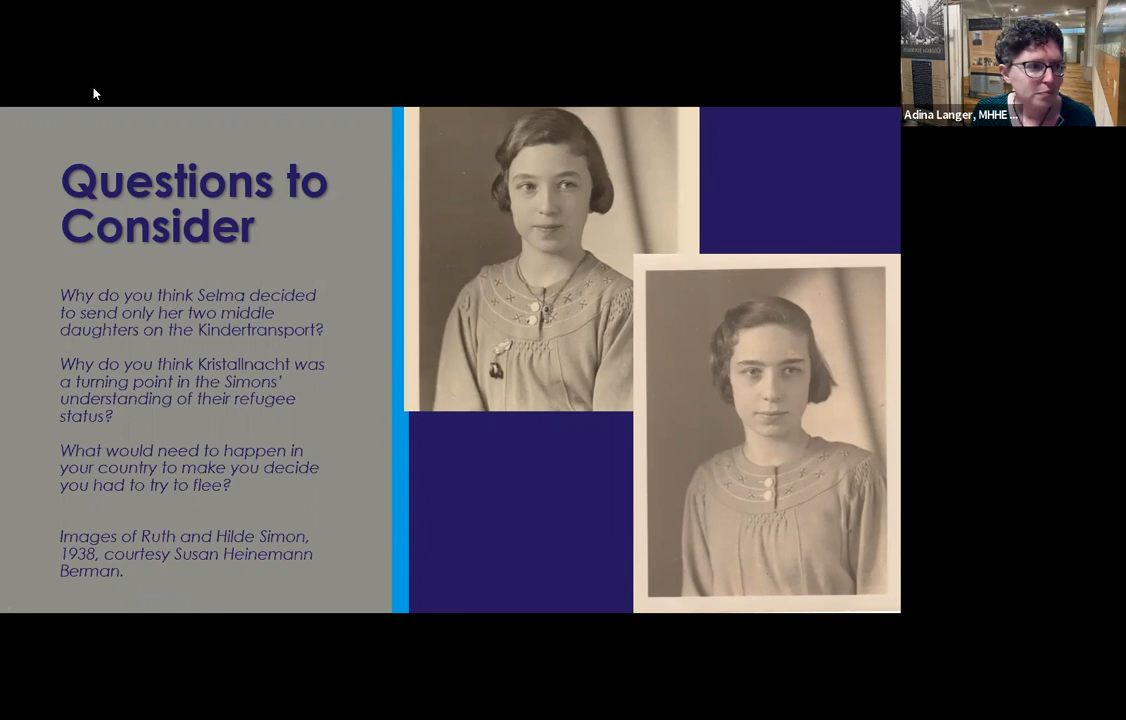 Questions to
Consider
Why do you think Selma decided
to send only her two middle
daughters on the Kindertransport?
Why do you think Kristallnacht was
a turning point in the Simons'
understanding of their refugee
status?
What would need to happen in
your country to make you decide
you had to try to flee?
Images of Ruth and Hilde Simon,
1938, courtesy Susan Heinemann
Berman.
Adina Langer, MHHE ...